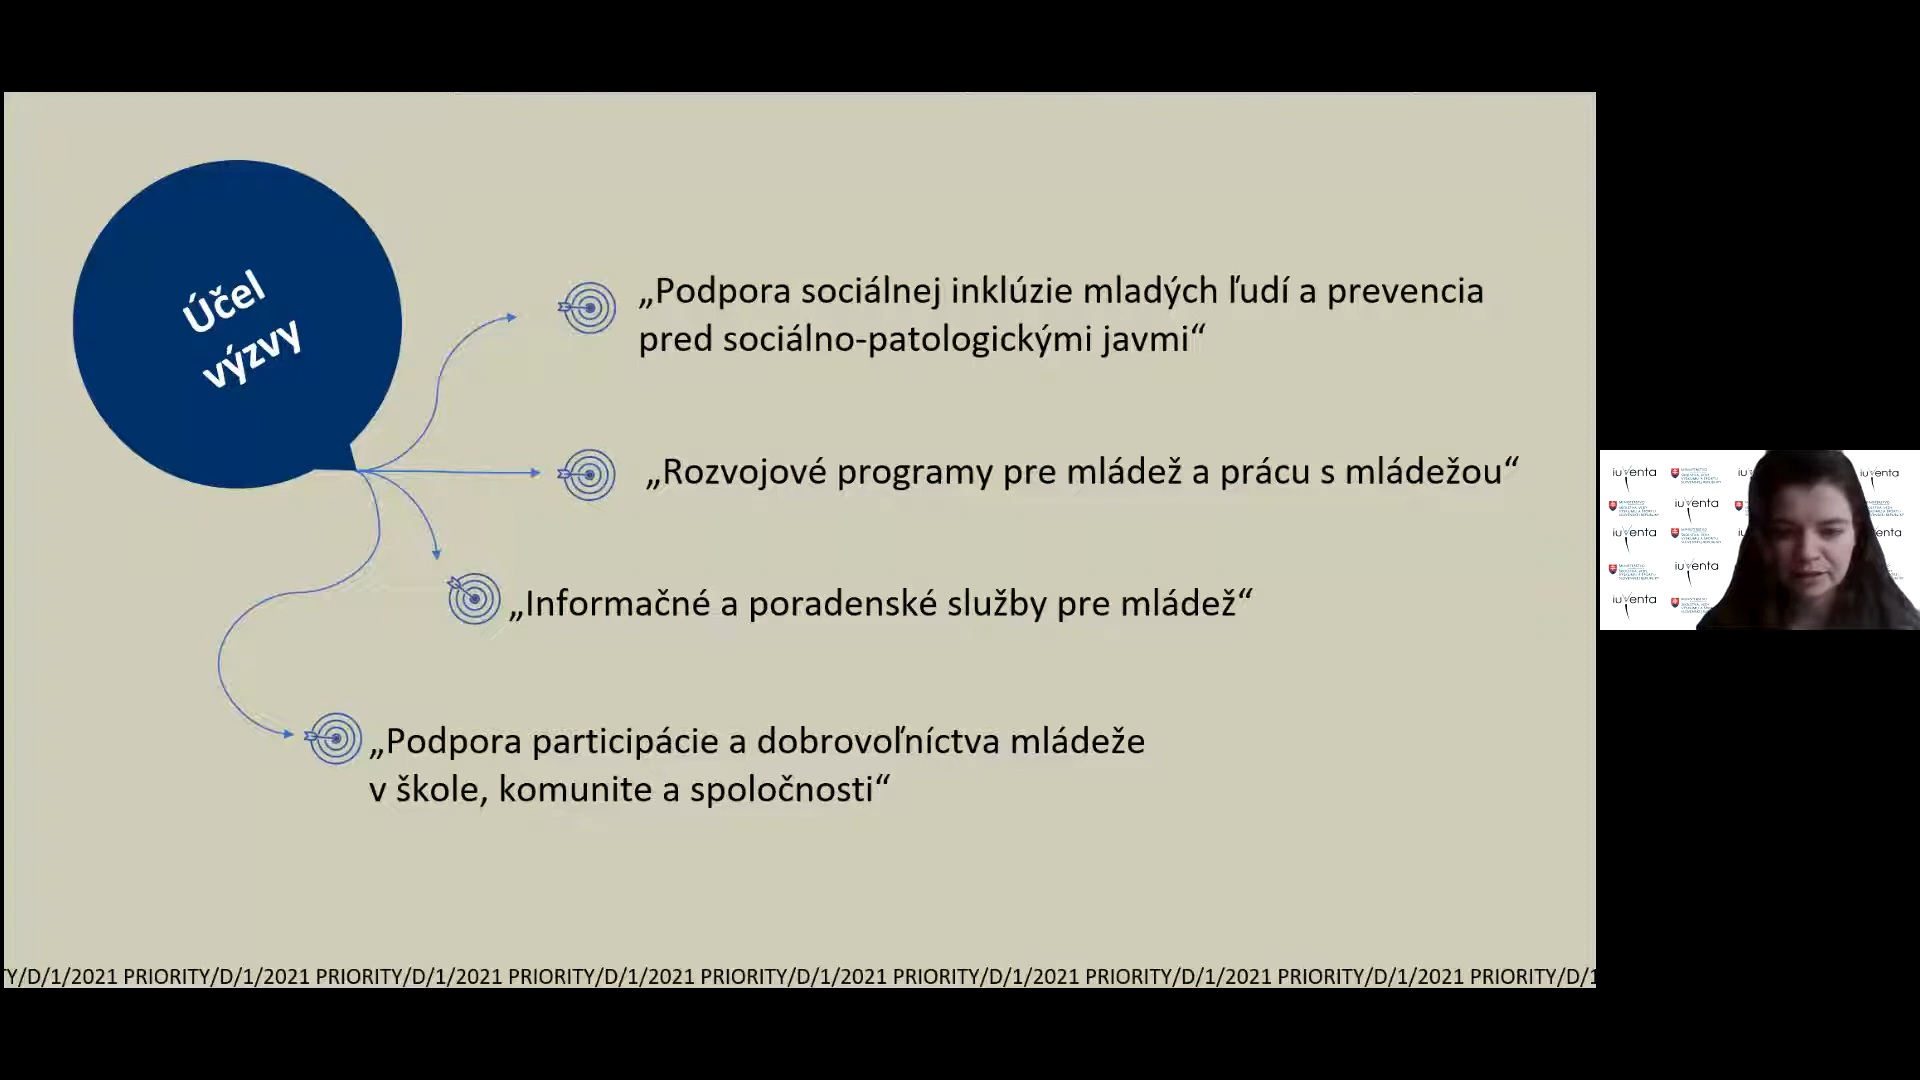 Účel
výzvy
„Podpora sociálnej inklúzie mladých ľudí a prevencia
pred sociálno-patologickými javmi“
„Rozvojové programy pre mládež a prácu s mládežou“
„Informačné a poradenské služby pre mládež“
„Podpora participácie a dobrovoľníctva mládeže
v škole, komunite a spoločnosti“
Y/D/1/2021 PRIORITY/D/1/2021 PRIORITY/D/1/2021 PRIORITY/D/1/2021 PRIORITY/D/1/2021 PRIORITY/D/1/2021 PRIORITY/D/1/2021 PRIORITY/D/1/2021 PRIORITY/D/1
iuventa
iuventa
iuventa
iuventa
iuventa
iuventa